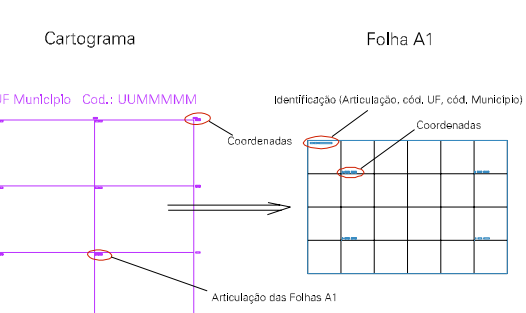 Cartograma
Folha A1
UF Município Cod.: UUMMMMM
Identificação (Articulação, cód. UF, cód. Município)
Coordenadas
Coordenadas
Articulação das Folhas A1